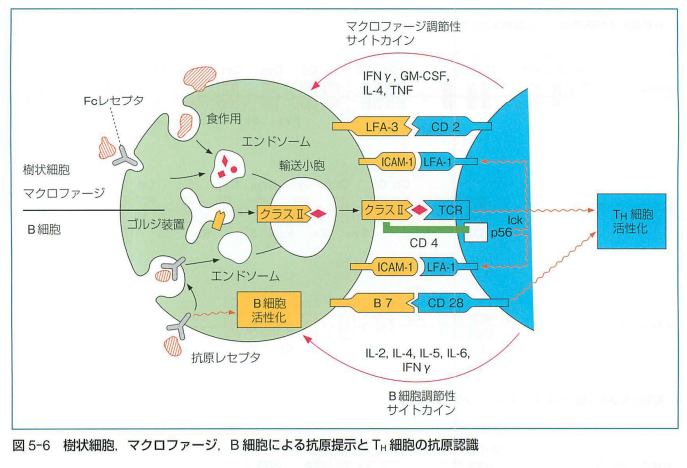 マクロファージ調節性
サイトカイン
IFNγ, GM-CSF,
IL-4, TNF
Fcレセプタ
食作用
エンドソーム
輸送小胞
樹状細胞
マクロファージ
B細胞
ゴルジ装置
クラスⅡ
エンドソーム
B細胞
活性化
抗原レセプタ
LFA-3
CD 2
ICAM-1
LFA-1
クラスⅡ
TCR
CD 4
lck
p56
ICAM-1
LFA-1
B 7
CD 28
TH 細胞
活性化
IL-2, IL-4, IL-5, IL-6,
IFNγ
B細胞調節性
サイトカイン
図 5-6 樹状細胞,マクロファージ,B 細胞による抗原提示と TH 細胞の抗原認識